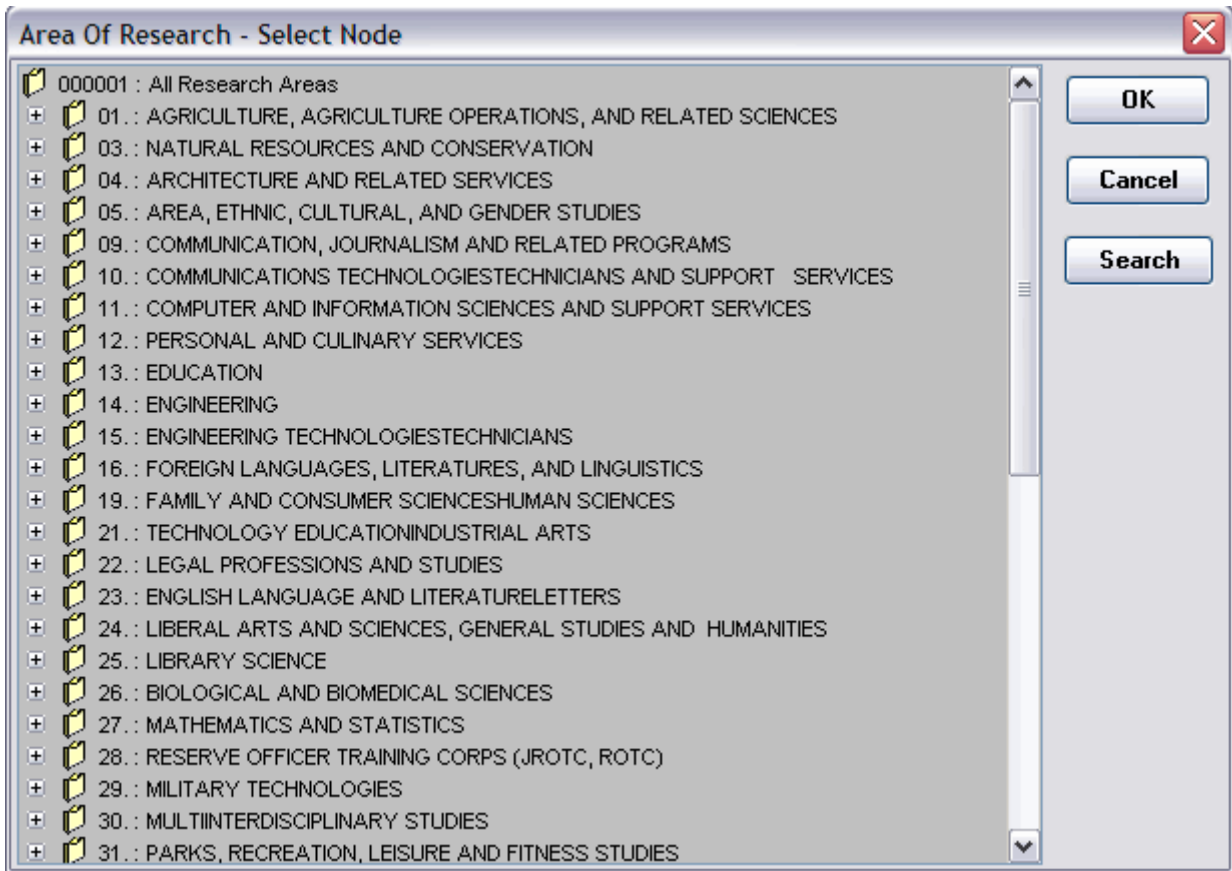 Area Of Research - Select Node
000001 : All Research Areas
01. : AGRICULTURE, AGRICULTURE OPERATIONS, AND RELATED SCIENCES
03. : NATURAL RESOURCES AND CONSERVATION
04. : ARCHITECTURE AND RELATED SERVICES
05. : AREA, ETHNIC, CULTURAL, AND GENDER STUDIES
09. : COMMUNICATION, JOURNALISM AND RELATED PROGRAMS
10. : COMMUNICATIONS TECHNOLOGIESTECHNICIANS AND SUPPORT   SERVICES
11. : COMPUTER AND INFORMATION SCIENCES AND SUPPORT SERVICES
12. : PERSONAL AND CULINARY SERVICES
13. : EDUCATION
14. : ENGINEERING
15. : ENGINEERING TECHNOLOGIESTECHNICIANS
16. : FOREIGN LANGUAGES, LITERATURES, AND LINGUISTICS
19. : FAMILY AND CONSUMER SCIENCESHUMAN SCIENCES
21. : TECHNOLOGY EDUCATIONINDUSTRIAL ARTS
22. : LEGAL PROFESSIONS AND STUDIES
23. : ENGLISH LANGUAGE AND LITERATURELETTERS
24. : LIBERAL ARTS AND SCIENCES, GENERAL STUDIES AND  HUMANITIES
25. : LIBRARY SCIENCE
26. : BIOLOGICAL AND BIOMEDICAL SCIENCES
27. : MATHEMATICS AND STATISTICS
28. : RESERVE OFFICER TRAINING CORPS (JROTC, ROTC)
29. : MILITARY TECHNOLOGIES
30. : MULTIINTERDISCIPLINARY STUDIES
31. : PARKS, RECREATION, LEISURE AND FITNESS STUDIES
OK
Cancel
Search